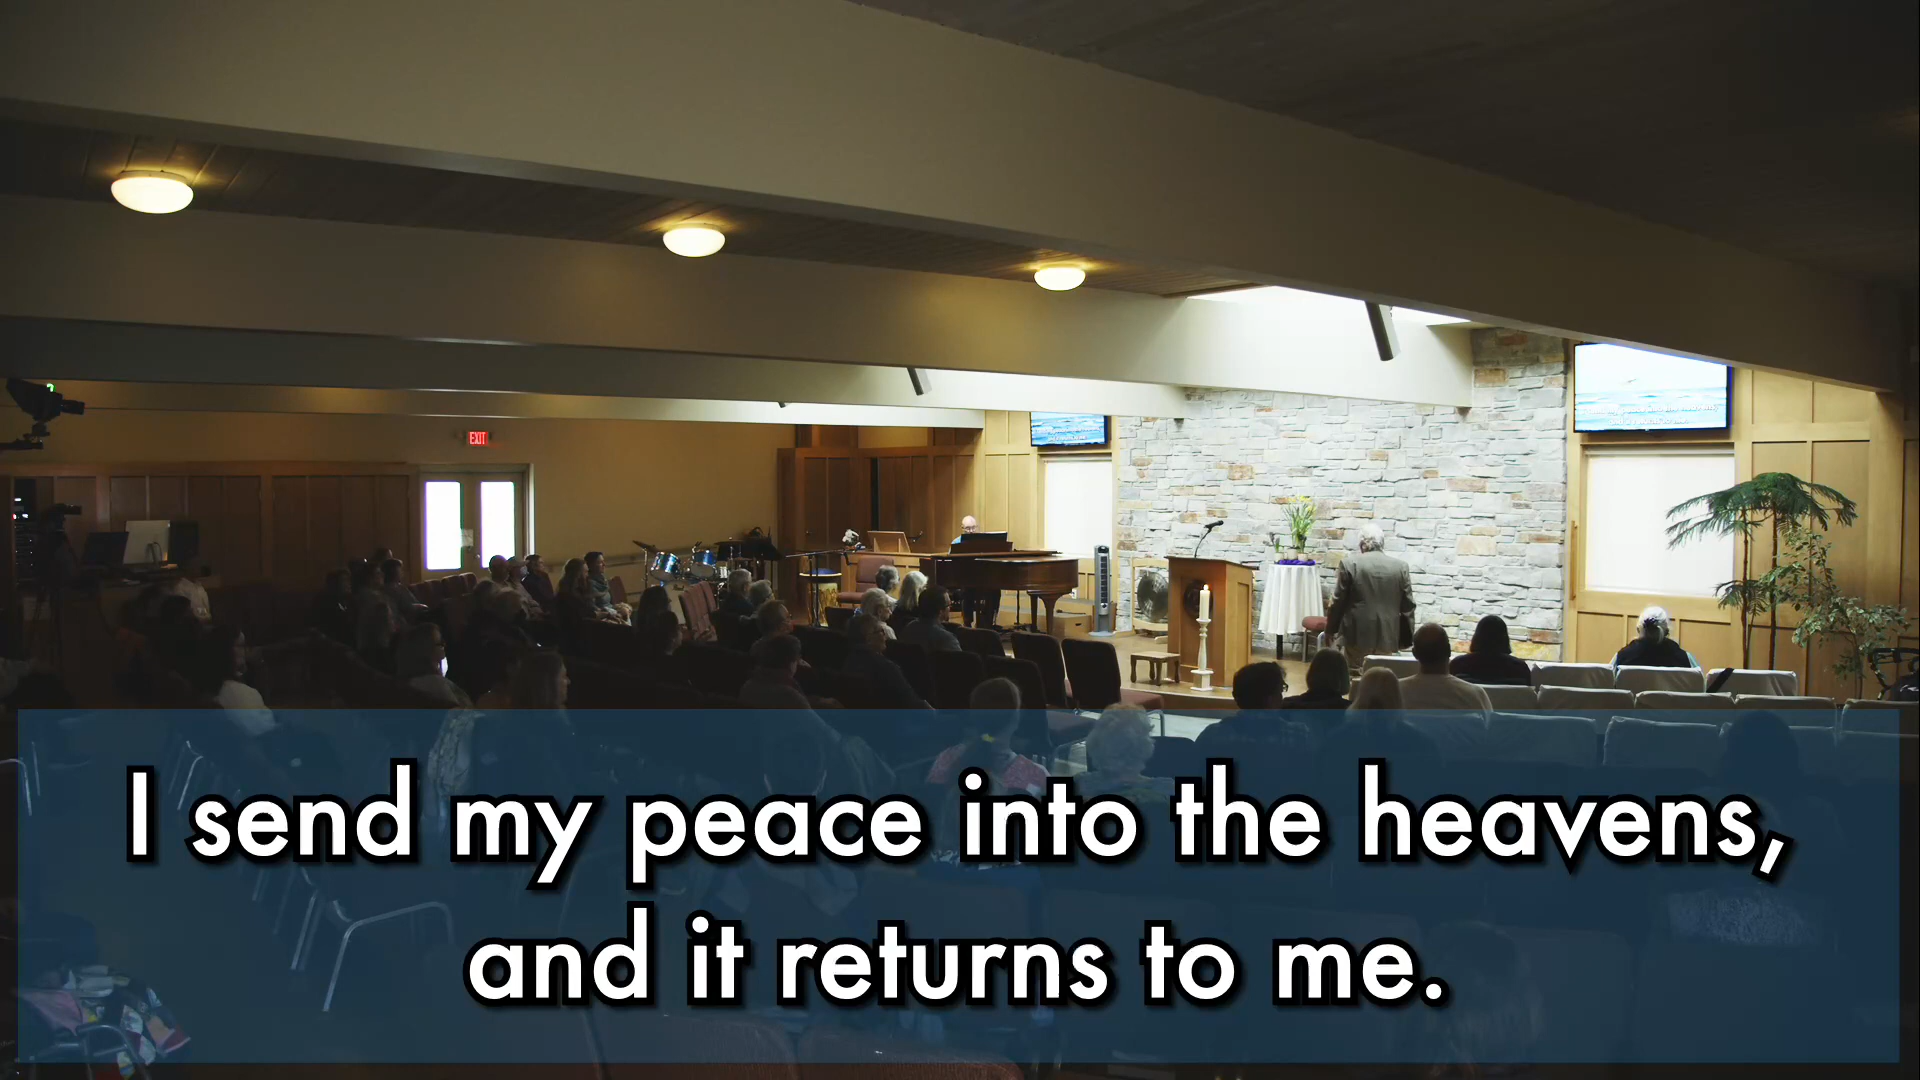 EXIT
I send my peace into the heavens,
and it returns to me.